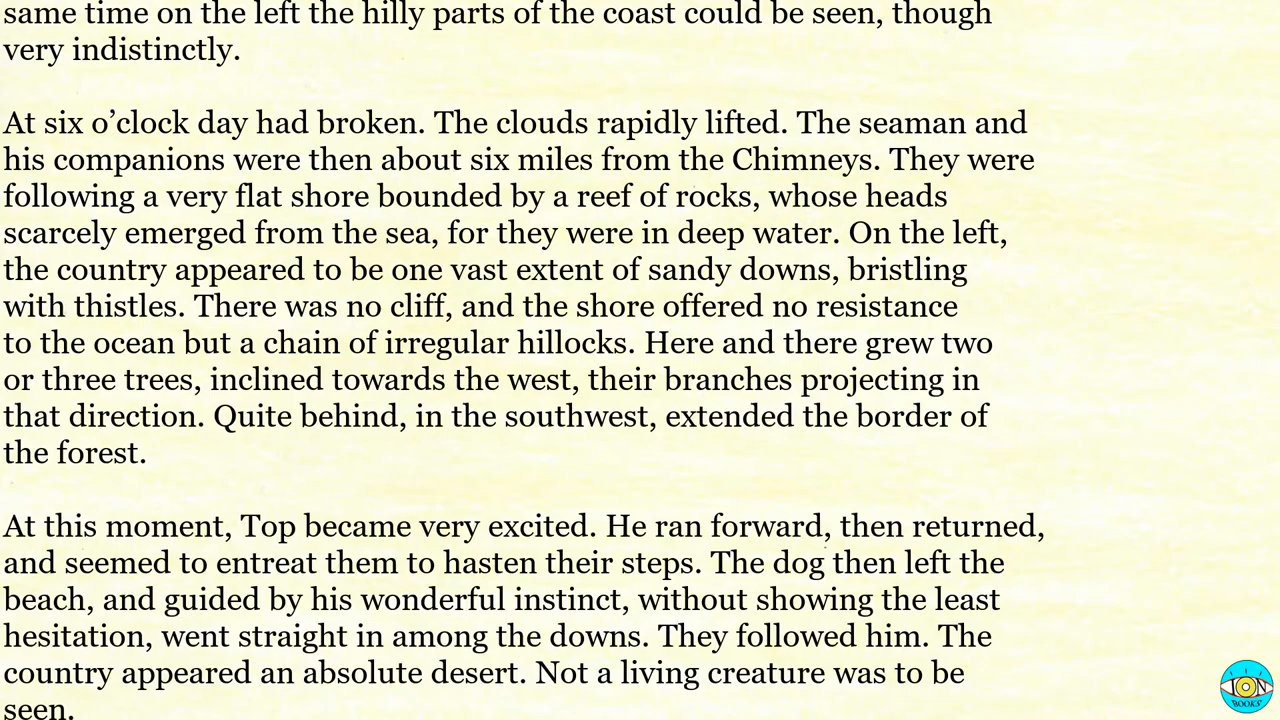 same time on the left the hilly parts of the coast could be seen, though
very indistinctly.
At six o’clock day had broken. The clouds rapidly lifted. The seaman and
his companions were then about six miles from the Chimneys. They were
following a very flat shore bounded by a reef of rocks, whose heads
scarcely emerged from the sea, for they were in deep water. On the left,
the country appeared to be one vast extent of sandy downs, bristling
with thistles. There was no cliff, and the shore offered no resistance
to the ocean but a chain of irregular hillocks. Here and there grew two
or three trees, inclined towards the west, their branches projecting in
that direction. Quite behind, in the southwest, extended the border of
the forest.
At this moment, Top became very excited. He ran forward, then returned,
and seemed to entreat them to hasten their steps. The dog then left the
beach, and guided by his wonderful instinct, without showing the least
hesitation, went straight in among the downs. They followed him. The
country appeared an absolute desert. Not a living creature was to be
seen.
ION
BOOKS